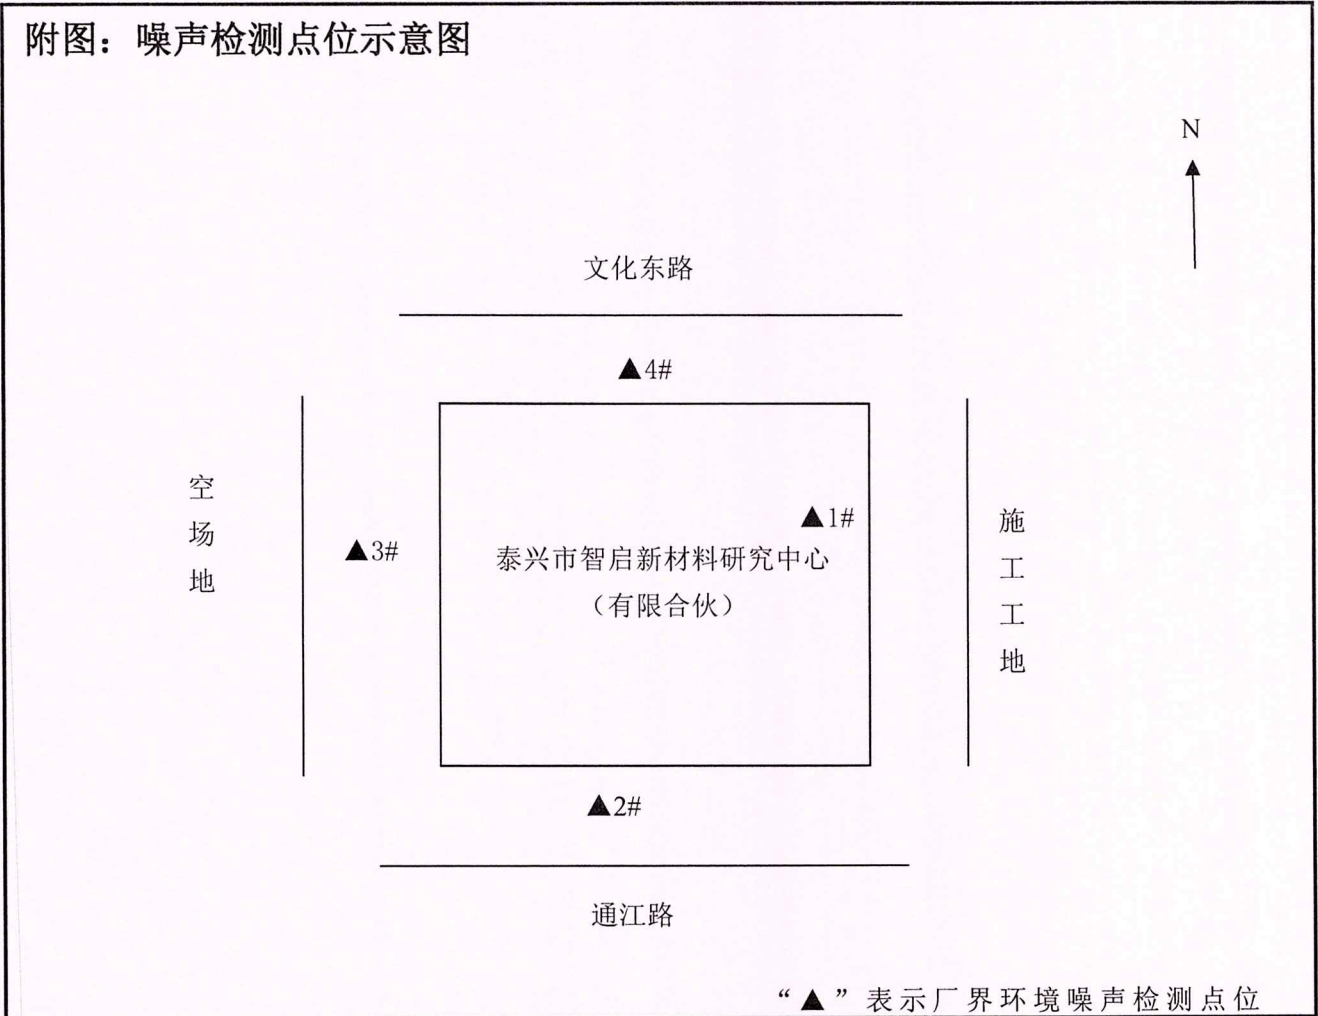 附图：噪声检测点位示意图
N
文化东路
▲4#
空场地
▲3#
▲1#
泰兴市智启新材料研究中心
（有限合伙）
施工工地
▲2#
通江路
“▲”表示厂界环境噪声检测点位